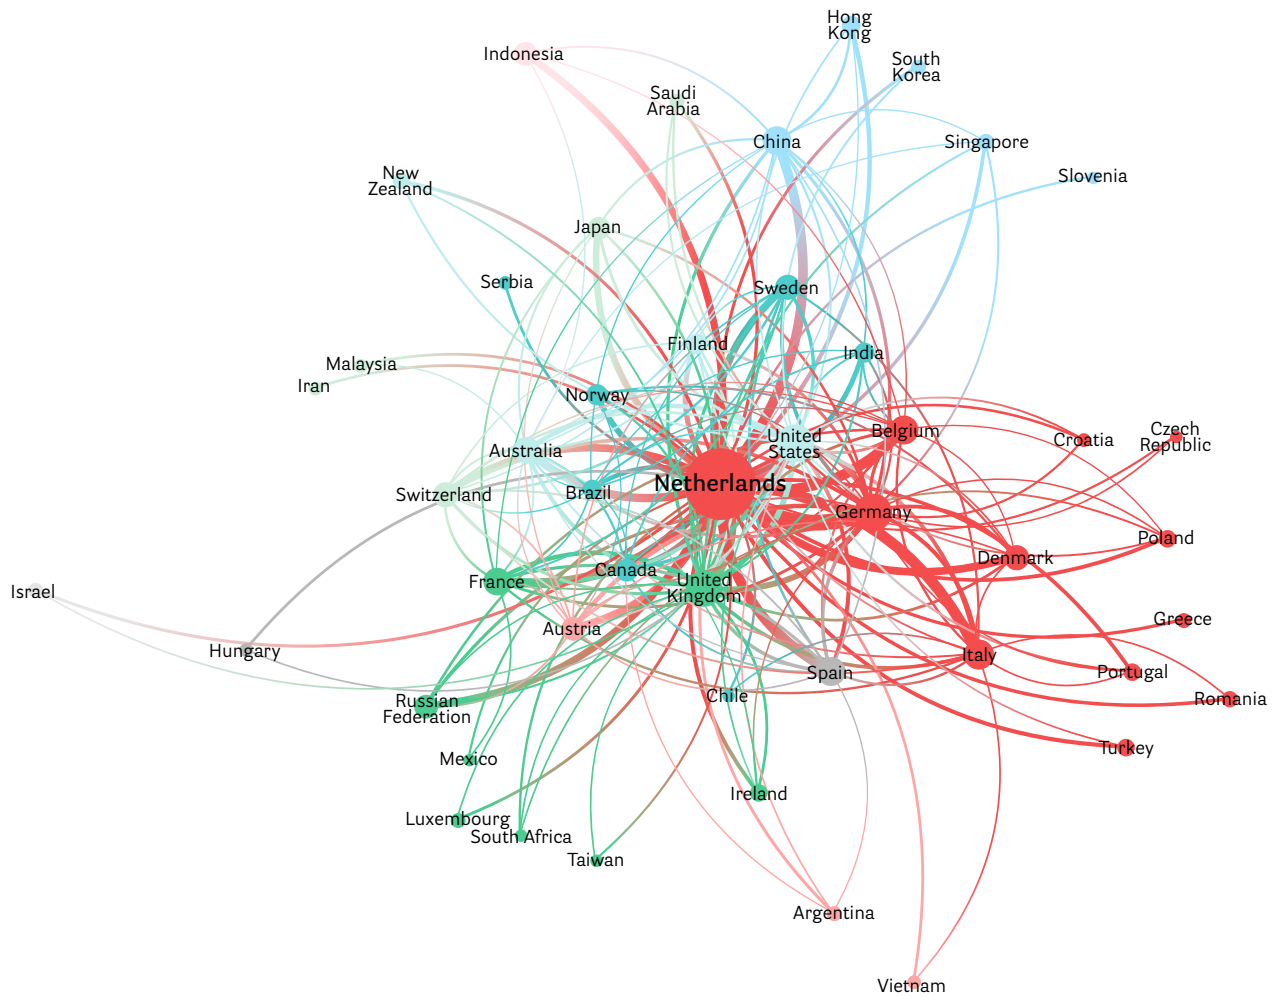 Hong
Kong
Indonesia
South
Korea
Saudi
Arabia
China
Singapore
New
Zealand
Slovenia
Japan
Serbia
Sweden
Finland
India
Malaysia
Iran
Norway
Belgium
Czech
Republic
United
States
Croatia
Australia
Netherlands
Switzerland
Brazil
Germany
Poland
Denmark
Canada
France
United
Kingdom
Israel
Greece
Austria
Hungary
Italy
Spain
Portugal
Chile
Romania
Russian
Federation
Turkey
Mexico
Ireland
Luxembourg
South Africa
Taiwan
Argentina
Vietnam